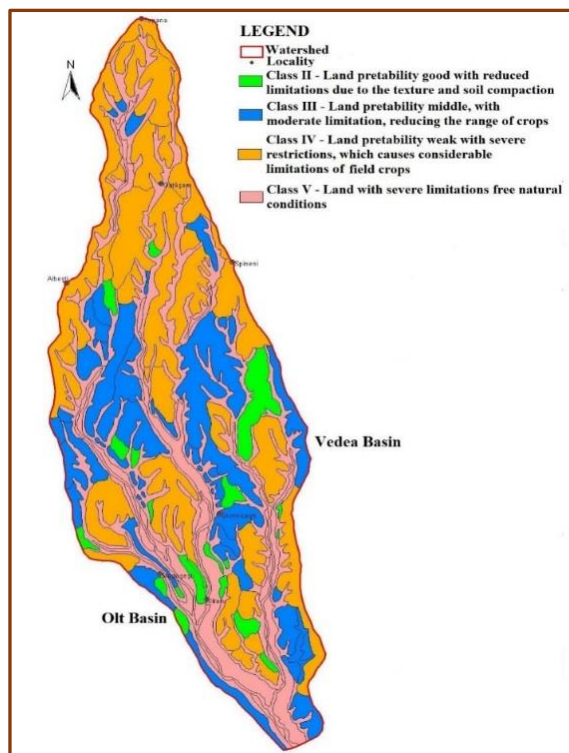 LEGEND
Watershed
Locality
Class II - Land pretability good with reduced
limitations due to the texture and soil compaction
Class III - Land pretability middle, with
moderate limitation, reducing the range of crops
Class IV - Land pretability weak with severe
restrictions, which causes considerable
limitations of field crops
Class V - Land with severe limitations free natural
conditions
N
Spineni
Albesti
Vedea Basin
Olt Basin